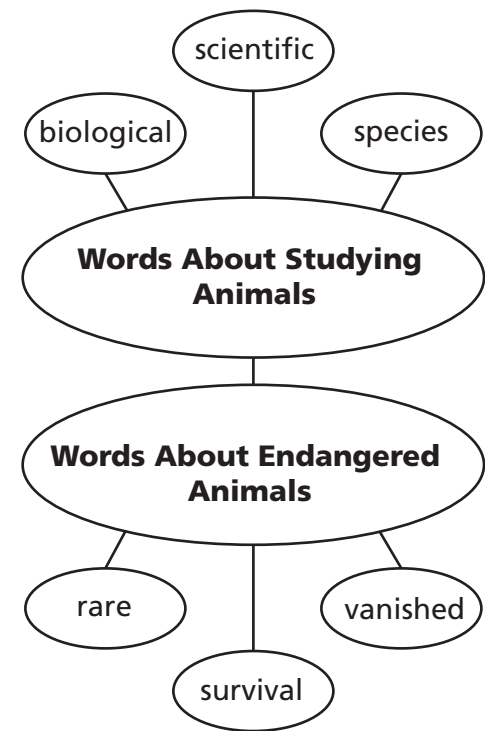 scientific
biological
species
Words About Studying
Animals
Words About Endangered
Animals
rare
vanished
survival